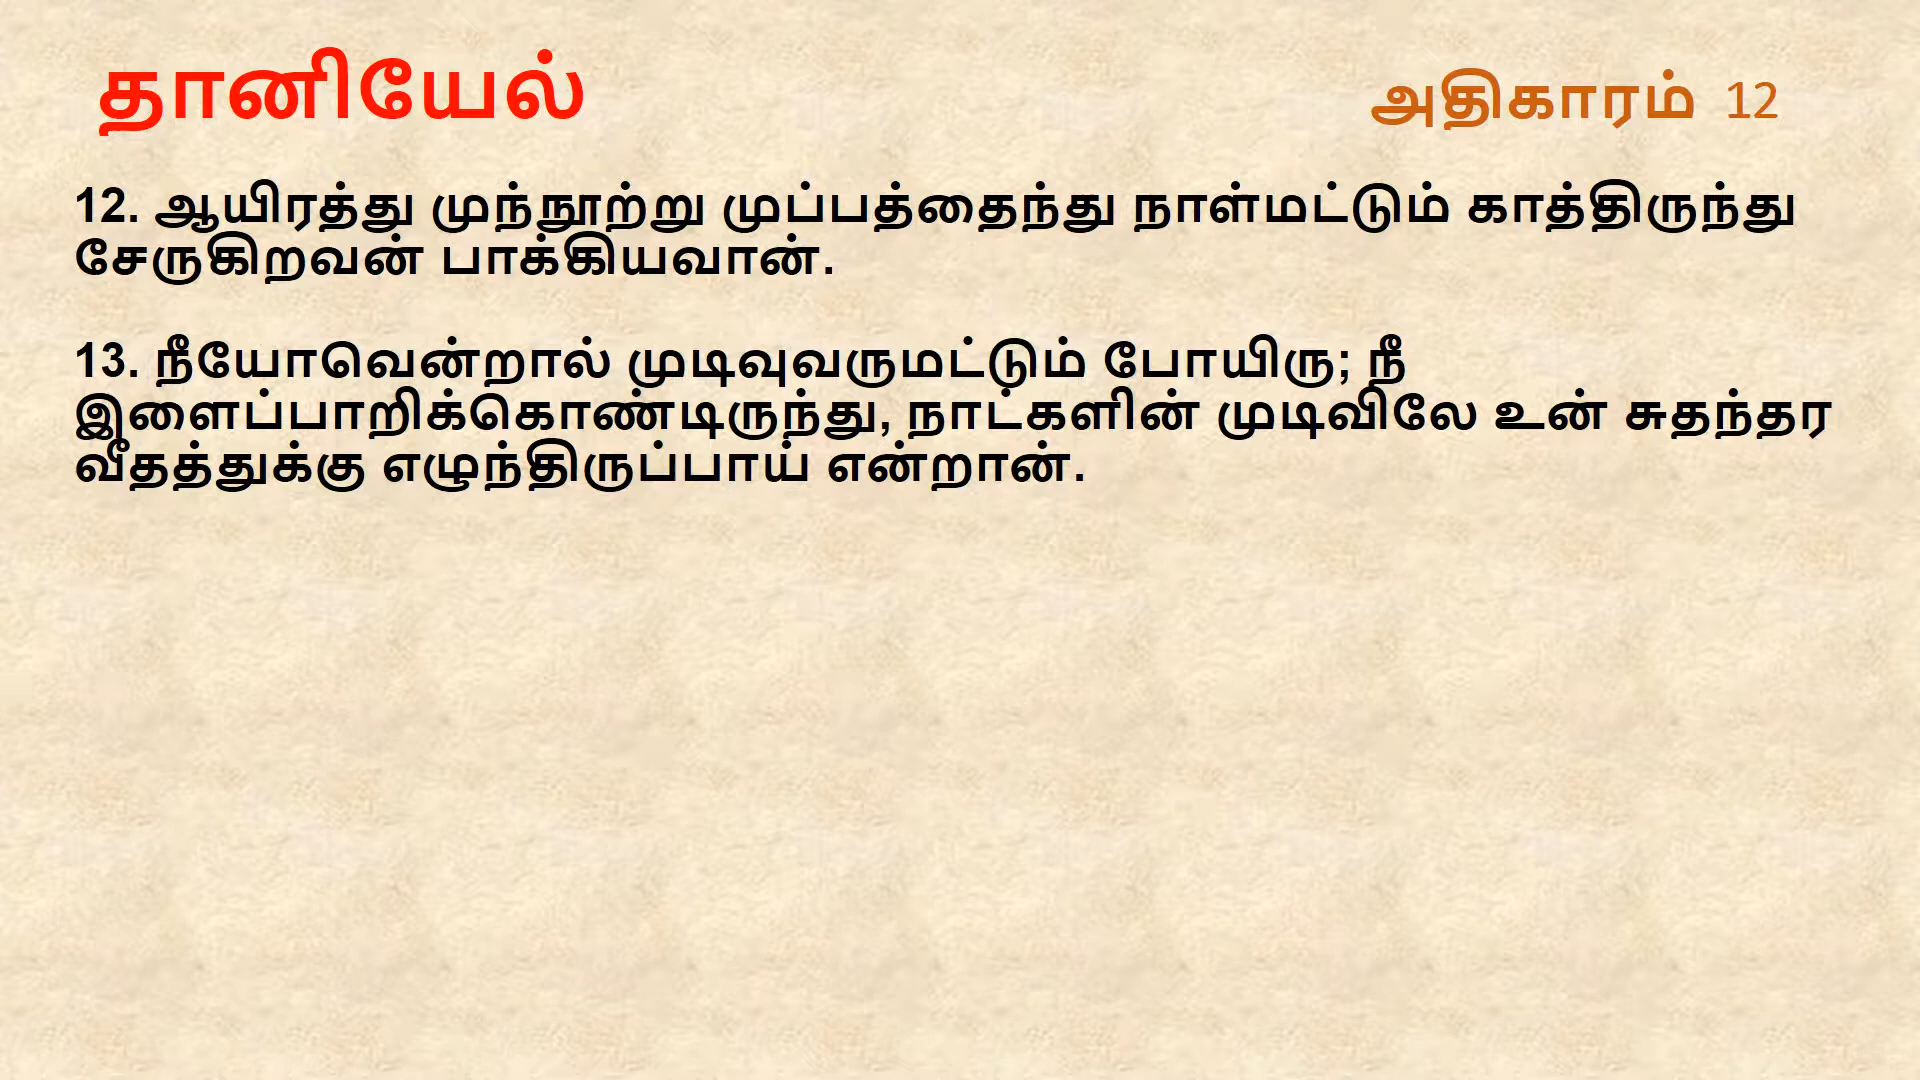 தானியேல்
அதிகாரம் 12
12. ஆயிரத்து முந்நூற்று முப்பத்தைந்து நாள்மட்டும் காத்திருந்து
சேருகிறவன் பாக்கியவான்.
13. நீயோவென்றால் முடிவுவருமட்டும் போயிரு; நீ
இளைப்பாறிக்கொண்டிருந்து, நாட்களின் முடிவிலே உன் சுதந்தர
வீதத்துக்கு எழுந்திருப்பாய் என்றான்.